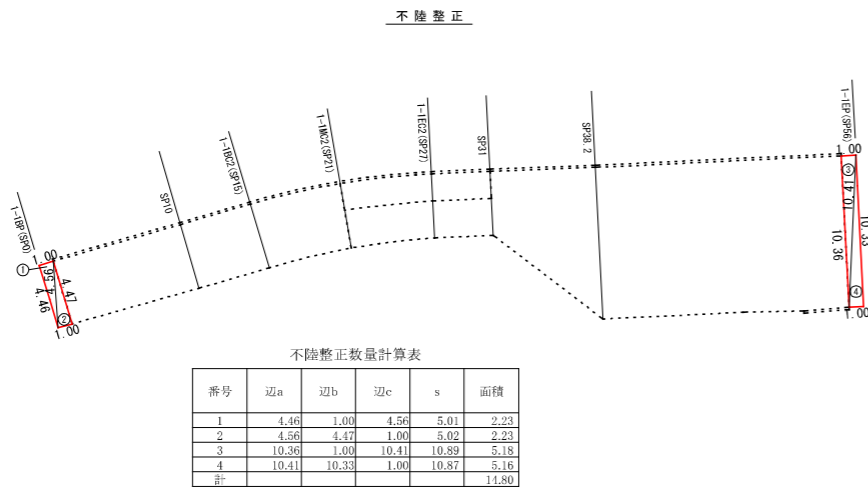 不陸整正
1-1BP(SP0)
SP10
1-1BC2(SP15)
1-1MC2(SP21)
1-1EC2(SP27)
SP31
SP38.2
1-1EP(SP56)
1.00
①
4.56
4.46
4.47
②
1.00
1.00
③
10.41
10.36
10.33
④
1.00
不陸整正数量計算表
番号 辺a 辺b 辺c s 面積
1 4.46 1.00 4.56 5.01 2.23
2 4.56 4.47 1.00 5.02 2.23
3 10.36 1.00 10.41 10.89 5.18
4 10.41 10.33 1.00 10.87 5.16
計 14.80